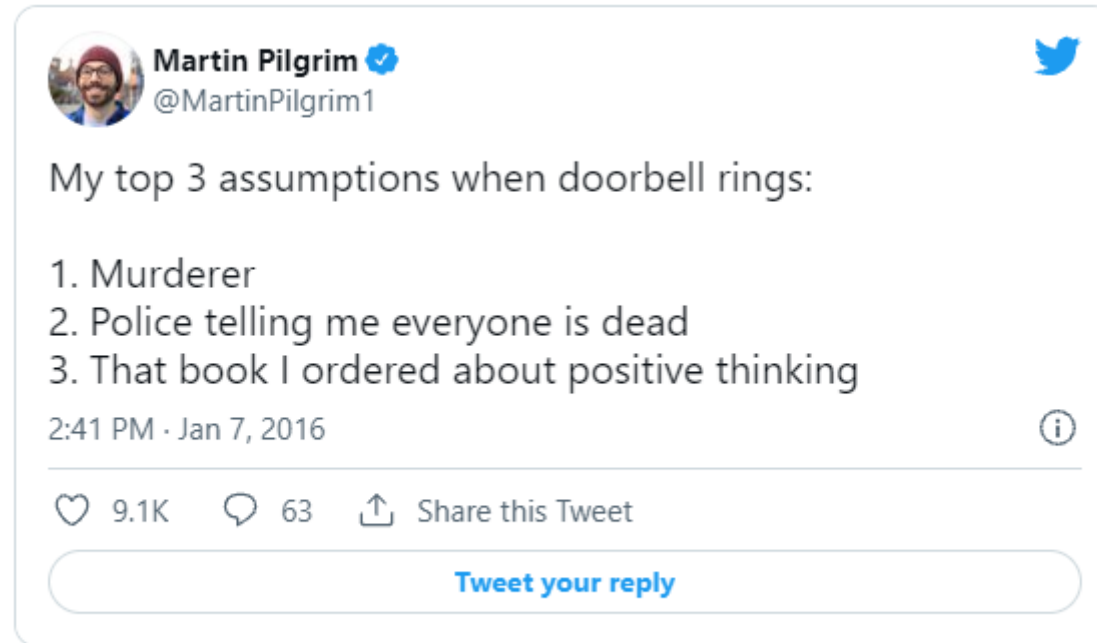 Martin Pilgrim
@MartinPilgrim1
My top 3 assumptions when doorbell rings:
1. Murderer
2. Police telling me everyone is dead
3. That book I ordered about positive thinking
2:41 PM · Jan 7, 2016
9.1K 63 Share this Tweet
Tweet your reply